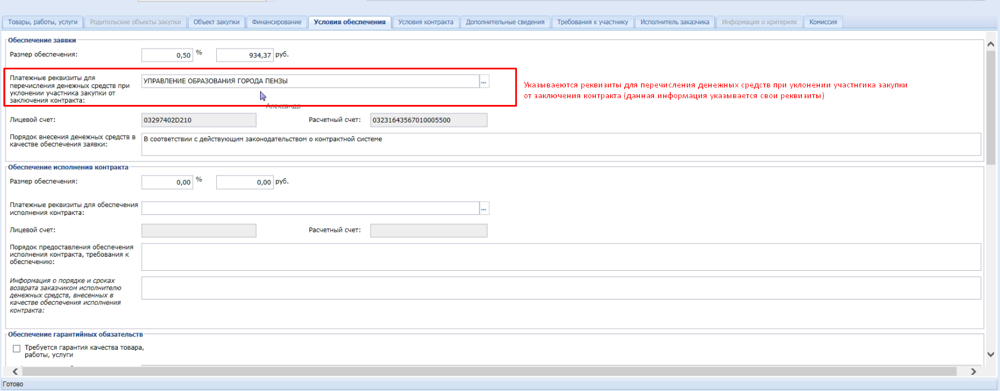 Товары, работы, услуги Родительские объекты закупки Объект закупки Финансирование Условия обеспечения Условия контракта Дополнительные сведения Требования к участнику Исполнитель заказчика Информация о критериях Комиссия
Обеспечение заявки
Размер обеспечения: 0,50 % 934,37 руб.
Платежные реквизиты для
перечисления денежных средств при
уклонении участника закупки от
заключения контракта:
УПРАВЛЕНИЕ ОБРАЗОВАНИЯ ГОРОДА ПЕНЗЫ ...
Александр
Указываеются реквизиты для перечисления денежных средств при уклонении участнгика закупки
от заключения контракта (данная информация указывается свои реквизиты)
Лицевой счет: 03297402D210 Расчетный счет: 03231643567010005500
Порядок внесения денежных средств в
качестве обеспечения заявки:
В соответствии с действующим законодательством о контрактной системе
Обеспечение исполнения контракта
Размер обеспечения: 0,00 % 0,00 руб.
Платежные реквизиты для обеспечения
исполнения контракта:
...
Лицевой счет: Расчетный счет:
Порядок предоставления обеспечения
исполнения контракта, требования к
обеспечению:
Информация о порядке и сроках
возврата заказчиком исполнителю
денежных средств, внесенных в
качестве обеспечения исполнения
контракта:
Обеспечение гарантийных обязательств
Требуется гарантия качества товара,
работы, услуги
Готово